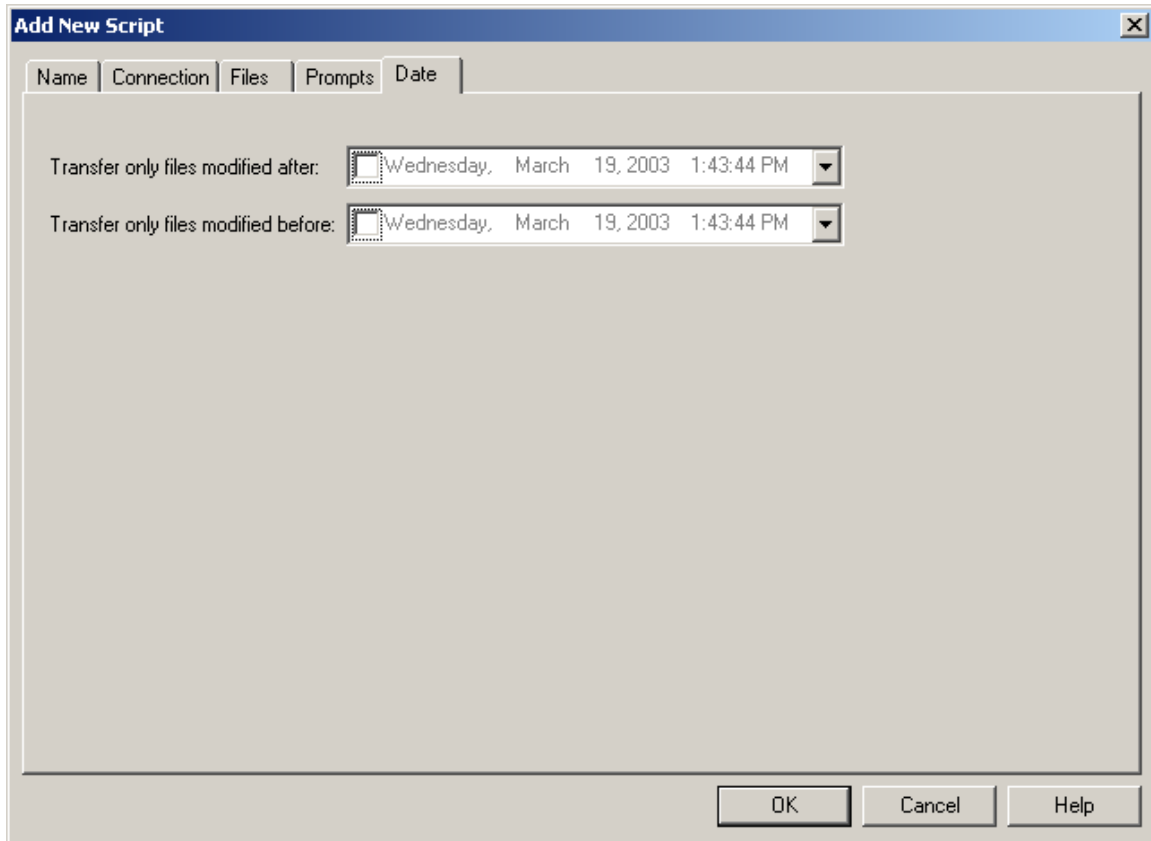 Add New Script
Name Connection Files Prompts Date
Transfer only files modified after: Wednesday, March 19, 2003 1:43:44 PM
Transfer only files modified before: Wednesday, March 19, 2003 1:43:44 PM
OK Cancel Help